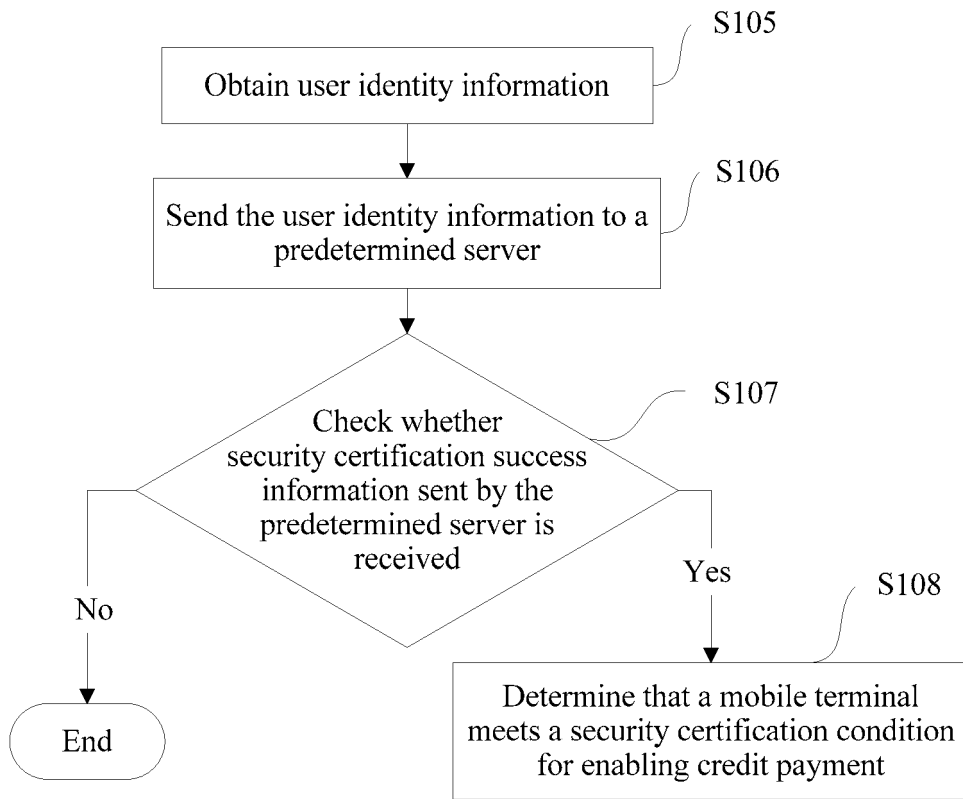 S105
Obtain user identity information
S106
Send the user identity information to a
predetermined server
S107
Check whether
security certification success
information sent by the
predetermined server is
received
No
Yes
S108
End
Determine that a mobile terminal
meets a security certification condition
for enabling credit payment